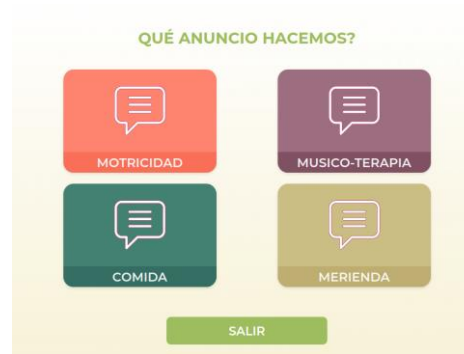 QUÉ ANUNCIO HACEMOS?
MOTRICIDAD
MUSICO-TERAPIA
COMIDA
MERIENDA
SALIR